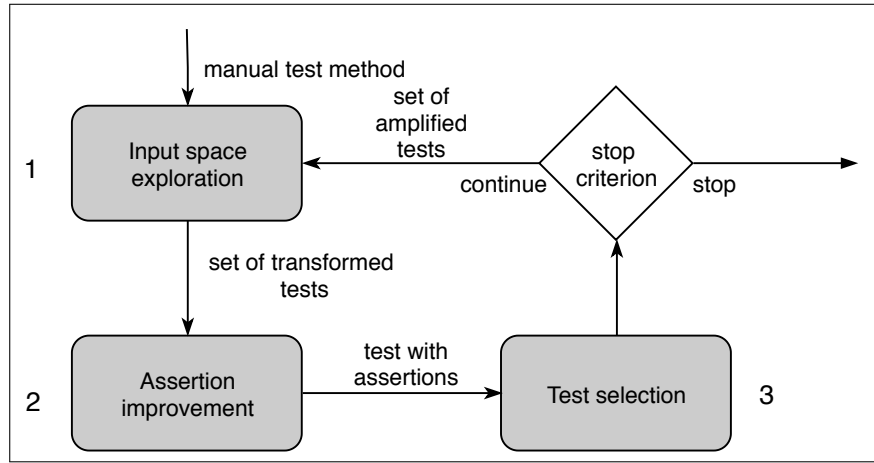 manual test method
set of
amplified
tests
1
Input space
exploration
stop
criterion
continue
stop
set of transformed
tests
test with
assertions
2
Assertion
improvement
Test selection
3